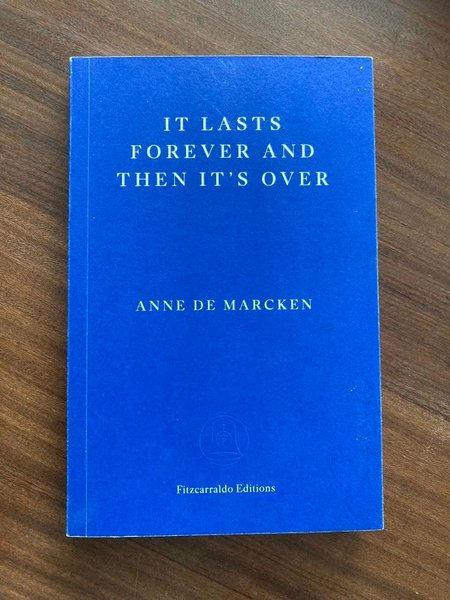 IT LASTS
FOREVER AND
THEN IT'S OVER
ANNE DE MARCKEN
Fitzcarraldo Editions